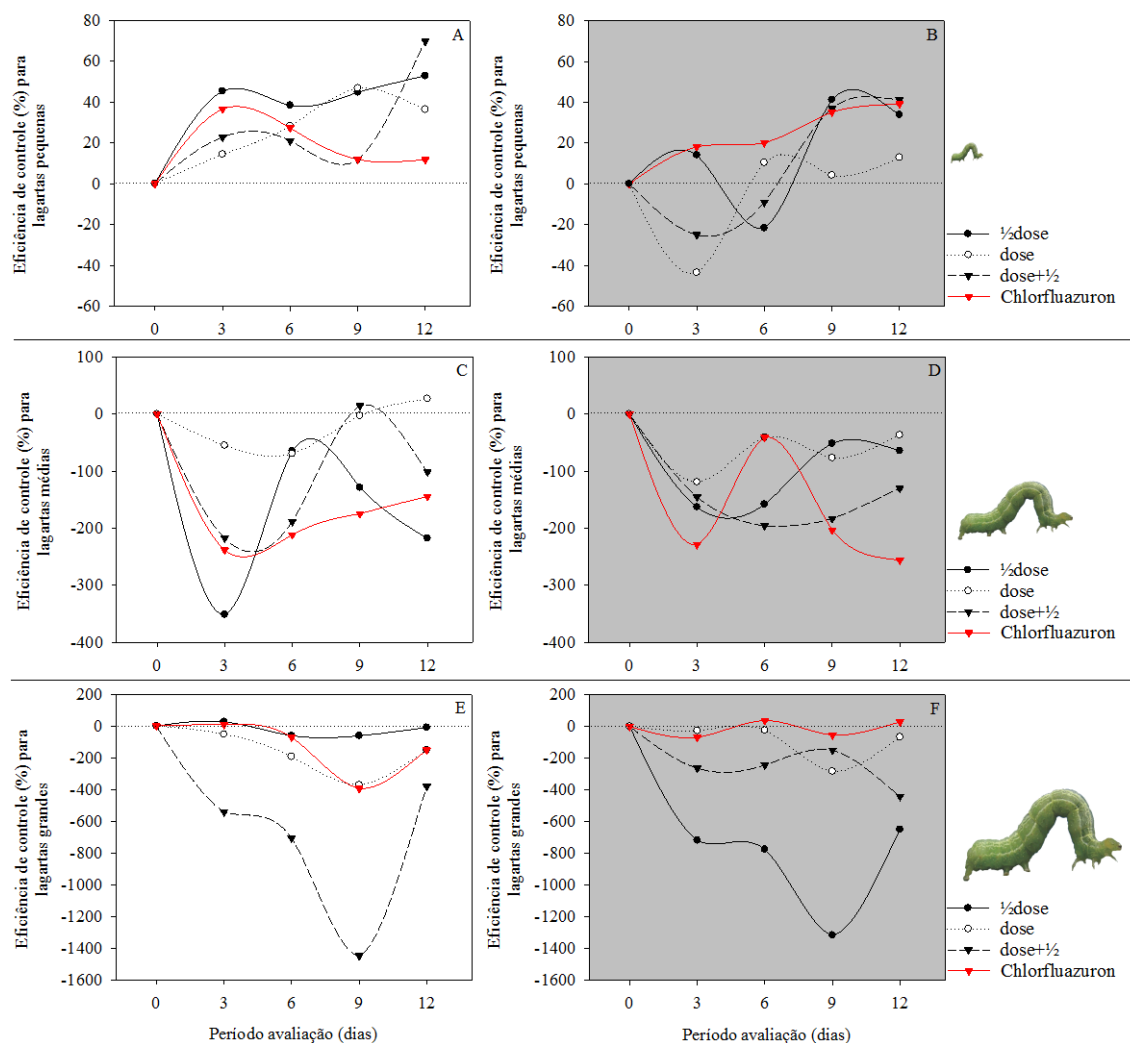 Eficiência de controle (%) para
lagartas pequenas
80
60
40
20
0
-20
-40
-60
A
0 3 6 9 12
Eficiência de controle (%) para
lagartas pequenas
80
60
40
20
0
-20
-40
-60
B
0 3 6 9 12
½dose
dose
dose+½
Chlorfluazuron
Eficiência de controle (%) para
lagartas médias
100
0
-100
-200
-300
-400
C
0 3 6 9 12
Eficiência de controle (%) para
lagartas médias
100
0
-100
-200
-300
-400
D
0 3 6 9 12
½dose
dose
dose+½
Chlorfluazuron
Eficiência de controle (%) para
lagartas grandes
200
0
-200
-400
-600
-800
-1000
-1200
-1400
-1600
E
0 3 6 9 12
Período avaliação (dias)
Eficiência de controle (%) para
lagartas grandes
200
0
-200
-400
-600
-800
-1000
-1200
-1400
-1600
F
0 3 6 9 12
Período avaliação (dias)
½dose
dose
dose+½
Chlorfluazuron